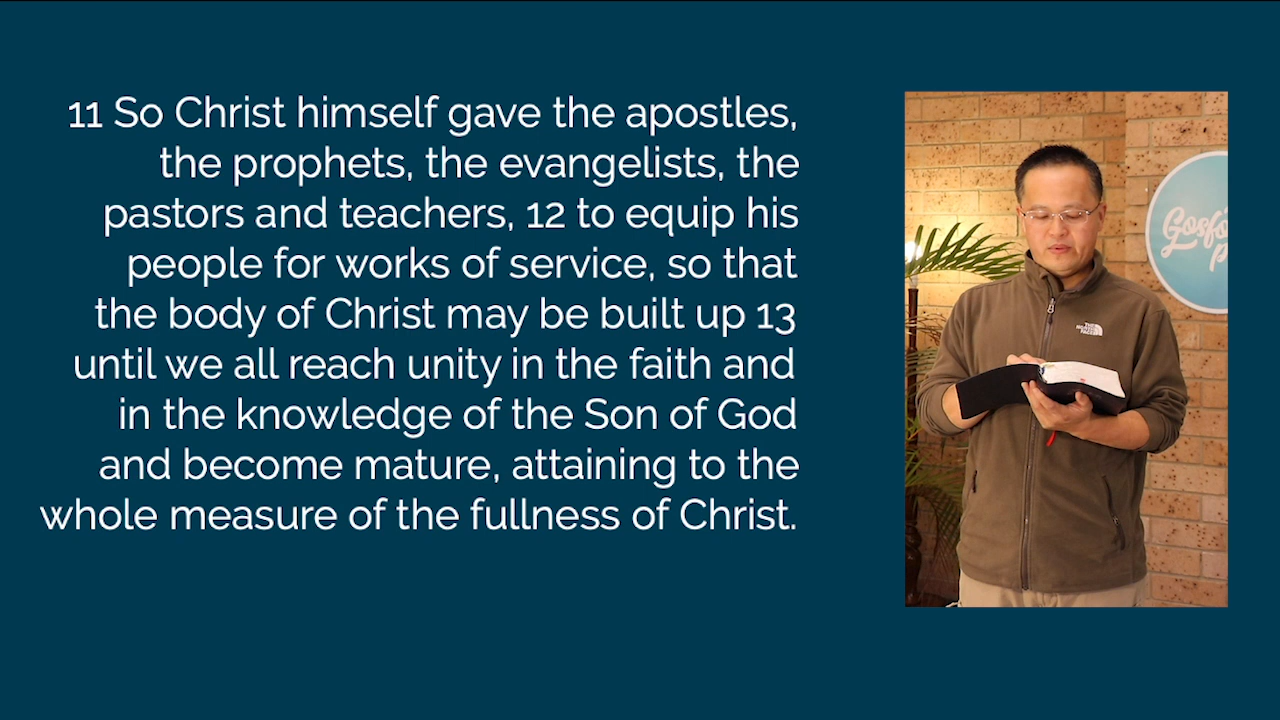 11 So Christ himself gave the apostles,
the prophets, the evangelists, the
pastors and teachers, 12 to equip his
people for works of service, so that
the body of Christ may be built up 13
until we all reach unity in the faith and
in the knowledge of the Son of God
and become mature, attaining to the
whole measure of the fullness of Christ.
THE
NORTH
FACE